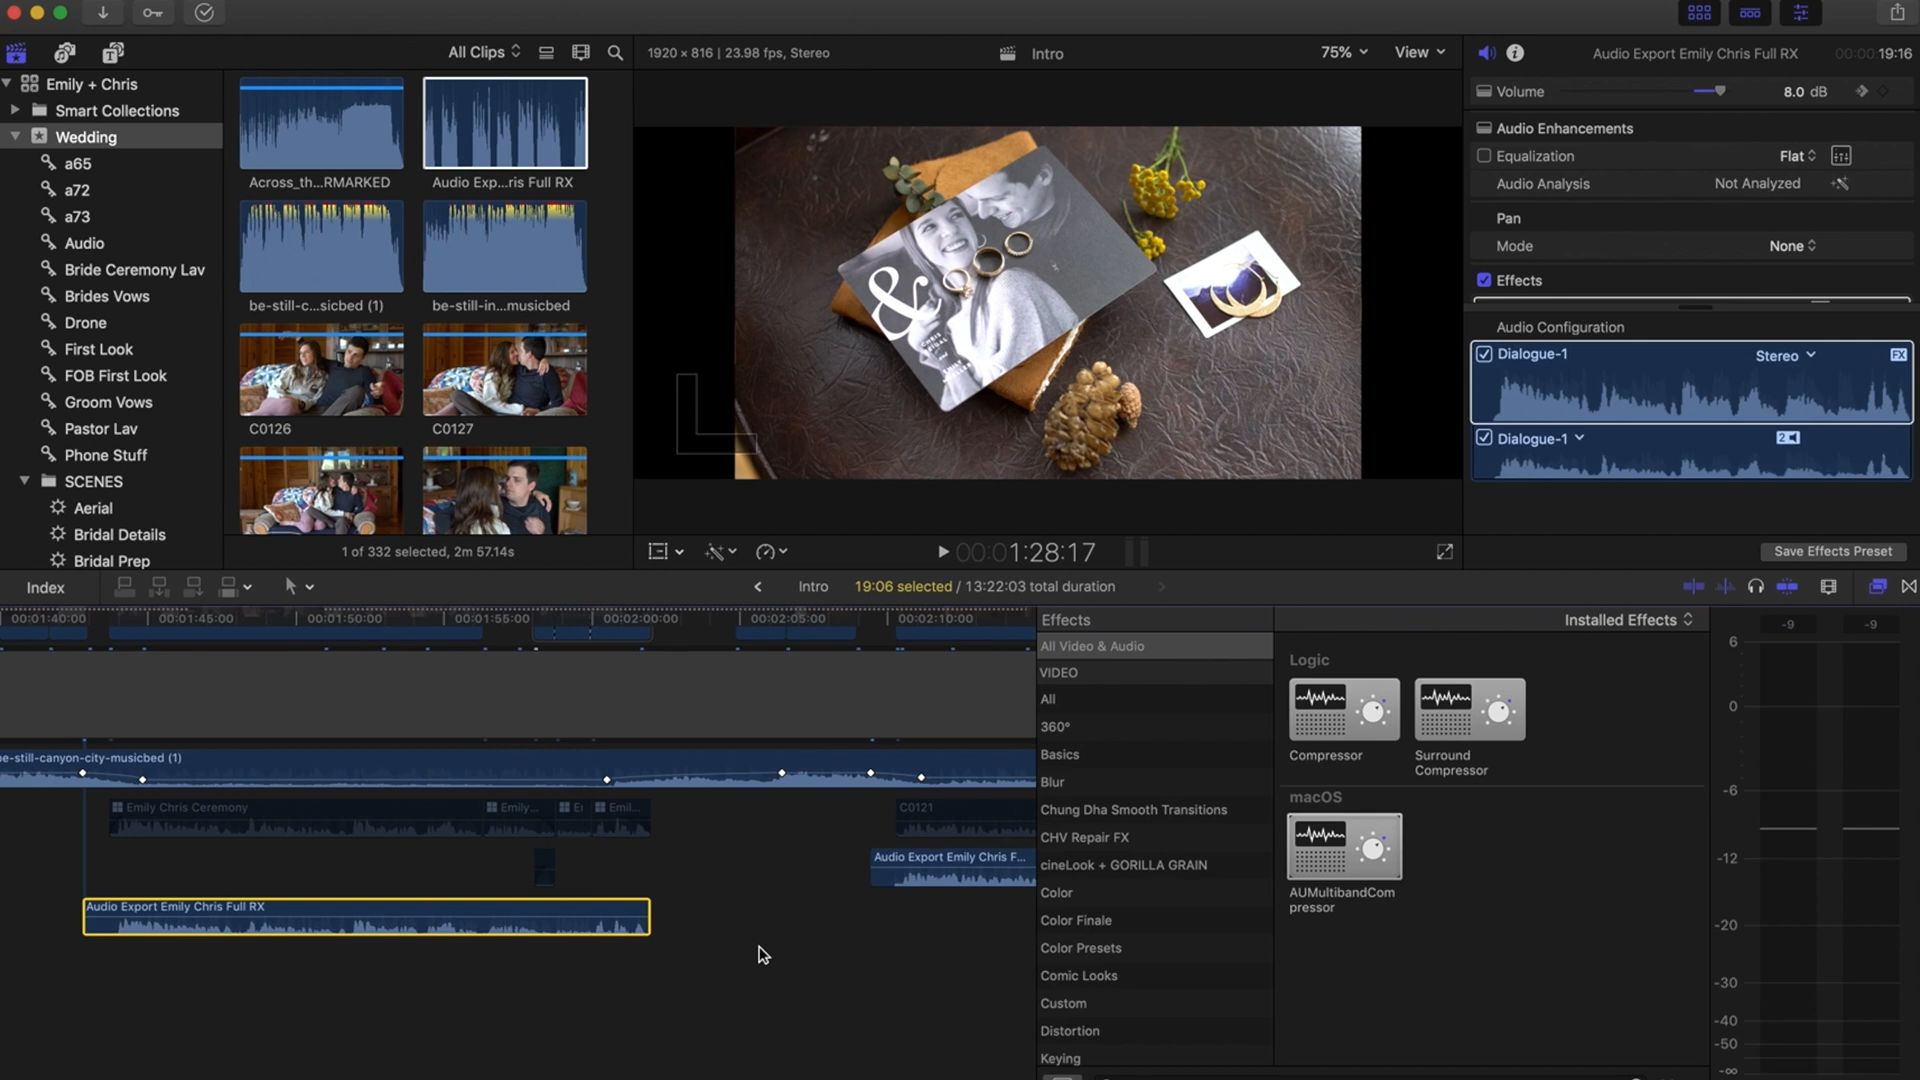 All Clips
1920 × 816 | 23.98 fps, Stereo
Intro
75%
View
Audio Export Emily Chris Full RX
00:00:19:16
Emily + Chris
Smart Collections
Wedding
a65
a72
a73
Audio
Bride Ceremony Lav
Brides Vows
Drone
First Look
FOB First Look
Groom Vows
Pastor Lav
Phone Stuff
SCENES
Aerial
Bridal Details
Bridal Prep
Across_th...RMARKED
Audio Exp...ris Full RX
be-still-c...sicbed (1)
be-still-in...musicbed
C0126
C0127
1 of 332 selected, 2m 57.14s
&
CHRIS
00:01:28:17
Volume
8.0 dB
Audio Enhancements
Equalization
Flat
Audio Analysis
Not Analyzed
Pan
Mode
None
Effects
Audio Configuration
Dialogue-1
Stereo
FX
Dialogue-1
2
Save Effects Preset
Index
Intro
19:06 selected / 13:22:03 total duration
00:01:40:00
00:01:45:00
00:01:50:00
00:01:55:00
00:02:00:00
00:02:05:00
00:02:10:00
be-still-canyon-city-musicbed (1)
Emily Chris Ceremony
Emily...
Er
Emil...
C0121
Audio Export Emily Chris F...
Audio Export Emily Chris Full RX
Effects
Installed Effects
All Video & Audio
VIDEO
All
360°
Basics
Blur
Chung Dha Smooth Transitions
CHV Repair FX
cineLook + GORILLA GRAIN
Color
Color Finale
Color Presets
Comic Looks
Custom
Distortion
Keying
Logic
Compressor
Surround
Compressor
macOS
AUMultibandCom
pressor
-9
-9
6
0
-6
-12
-20
-30
-40
-50
-∞